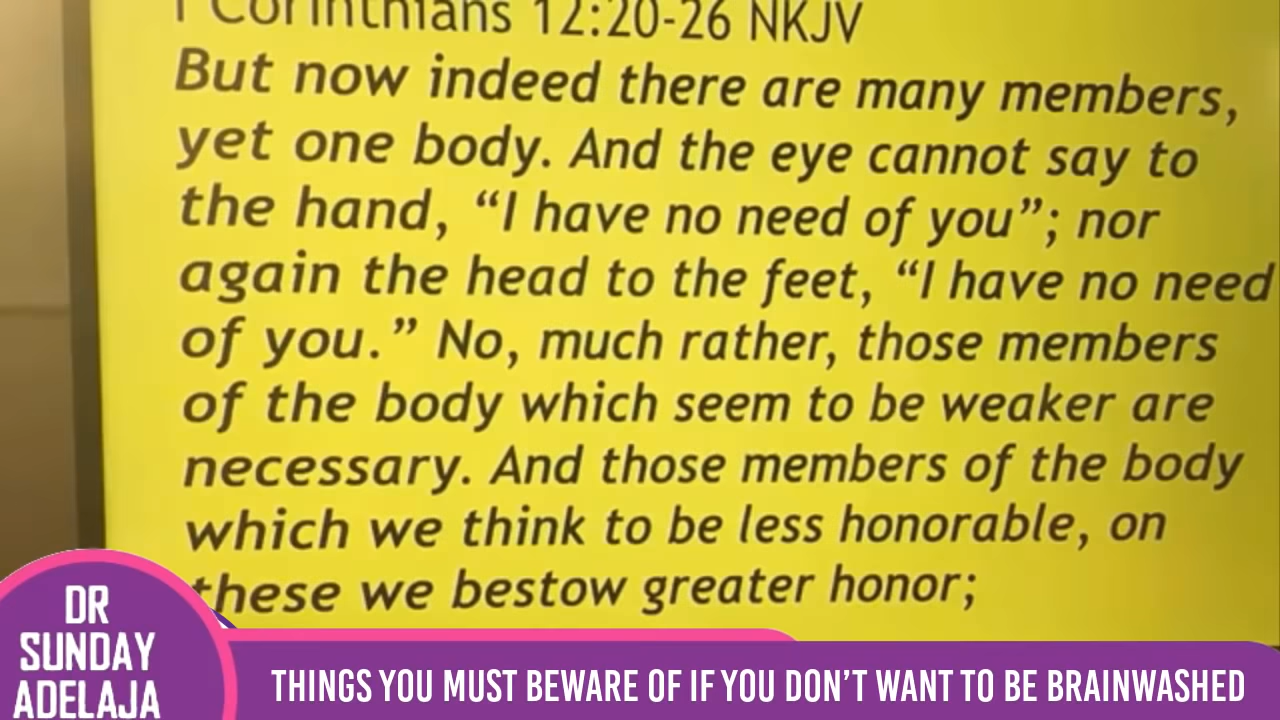 1 Corinthians 12:20-26 NKJV
But now indeed there are many members,
yet one body. And the eye cannot say to
the hand, “I have no need of you”; nor
again the head to the feet, “I have no need
of you.” No, much rather, those members
of the body which seem to be weaker are
necessary. And those members of the body
which we think to be less honorable, on
these we bestow greater honor;
DR
SUNDAY
ADELAJA
THINGS YOU MUST BEWARE OF IF YOU DON’T WANT TO BE BRAINWASHED